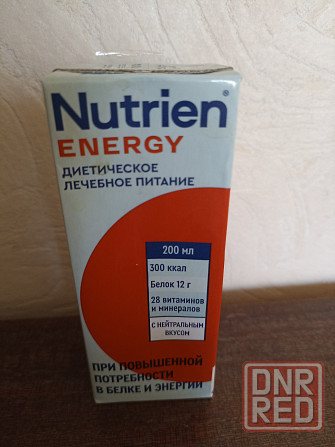 Nutrien®
ENERGY
ДИЕТИЧЕСКОЕ
ЛЕЧЕБНОЕ ПИТАНИЕ
200 мл
300 ккал
Белок 12 г
28 витаминов
и минералов
С НЕЙТРАЛЬНЫМ
ВКУСОМ
ПРИ ПОВЫШЕННОЙ
ПОТРЕБНОСТИ
В БЕЛКЕ И ЭНЕРГИИ
DNR
RED